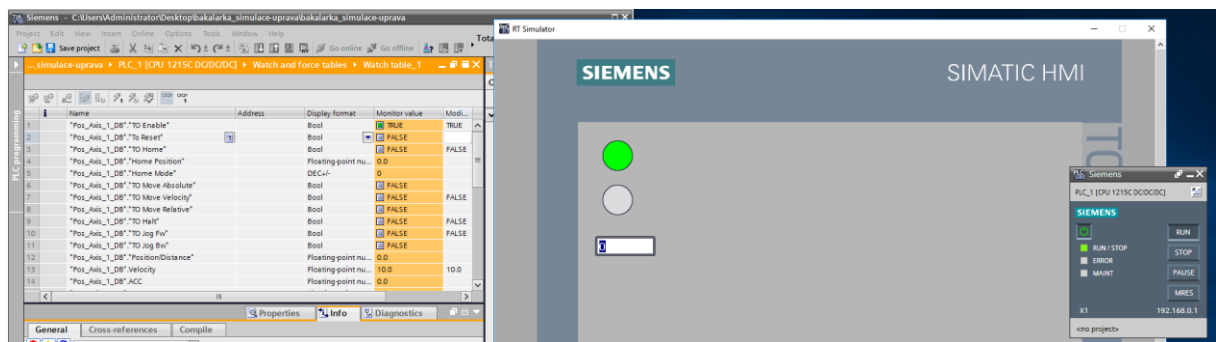 Siemens - C:\Users\Administrator\Desktop\bakalarka_simulace-uprava\bakalarka_simulace-uprava
Project Edit View Insert Online Options Tools Window Help
Save project Go online Go offline Tota
...simulace-uprava ▸ PLC_1 [CPU 1215C DC/DC/DC] ▸ Watch and force tables ▸ Watch table_1
PLC programming
i Name Address Display format Monitor value Modi...
1 "Pos_Axis_1_DB"."TO Enable" Bool TRUE TRUE
2 "Pos_Axis_1_DB"."To Reset" Bool FALSE
3 "Pos_Axis_1_DB"."TO Home" Bool FALSE FALSE
4 "Pos_Axis_1_DB"."Home Position" Floating-point nu... 0.0
5 "Pos_Axis_1_DB"."Home Mode" DEC+/- 0
6 "Pos_Axis_1_DB"."TO Move Absolute" Bool FALSE
7 "Pos_Axis_1_DB"."TO Move Velocity" Bool FALSE FALSE
8 "Pos_Axis_1_DB"."TO Move Relative" Bool FALSE
9 "Pos_Axis_1_DB"."TO Halt" Bool FALSE FALSE
10 "Pos_Axis_1_DB"."TO Jog Fw" Bool FALSE FALSE
11 "Pos_Axis_1_DB"."TO Jog Bw" Bool FALSE
12 "Pos_Axis_1_DB"."Position/Distance" Floating-point nu... 0.0
13 "Pos_Axis_1_DB".Velocity Floating-point nu... 10.0 10.0
14 "Pos_Axis_1_DB".ACC Floating-point nu... 0.0
Properties Info Diagnostics
General Cross-references Compile
RT Simulator
SIEMENS SIMATIC HMI
TO
0
Siemens
PLC_1 [CPU 1215C DC/DC/DC]
SIEMENS
RUN
RUN / STOP STOP
ERROR
MAINT PAUSE
MRES
X1 192.168.0.1
<no project>